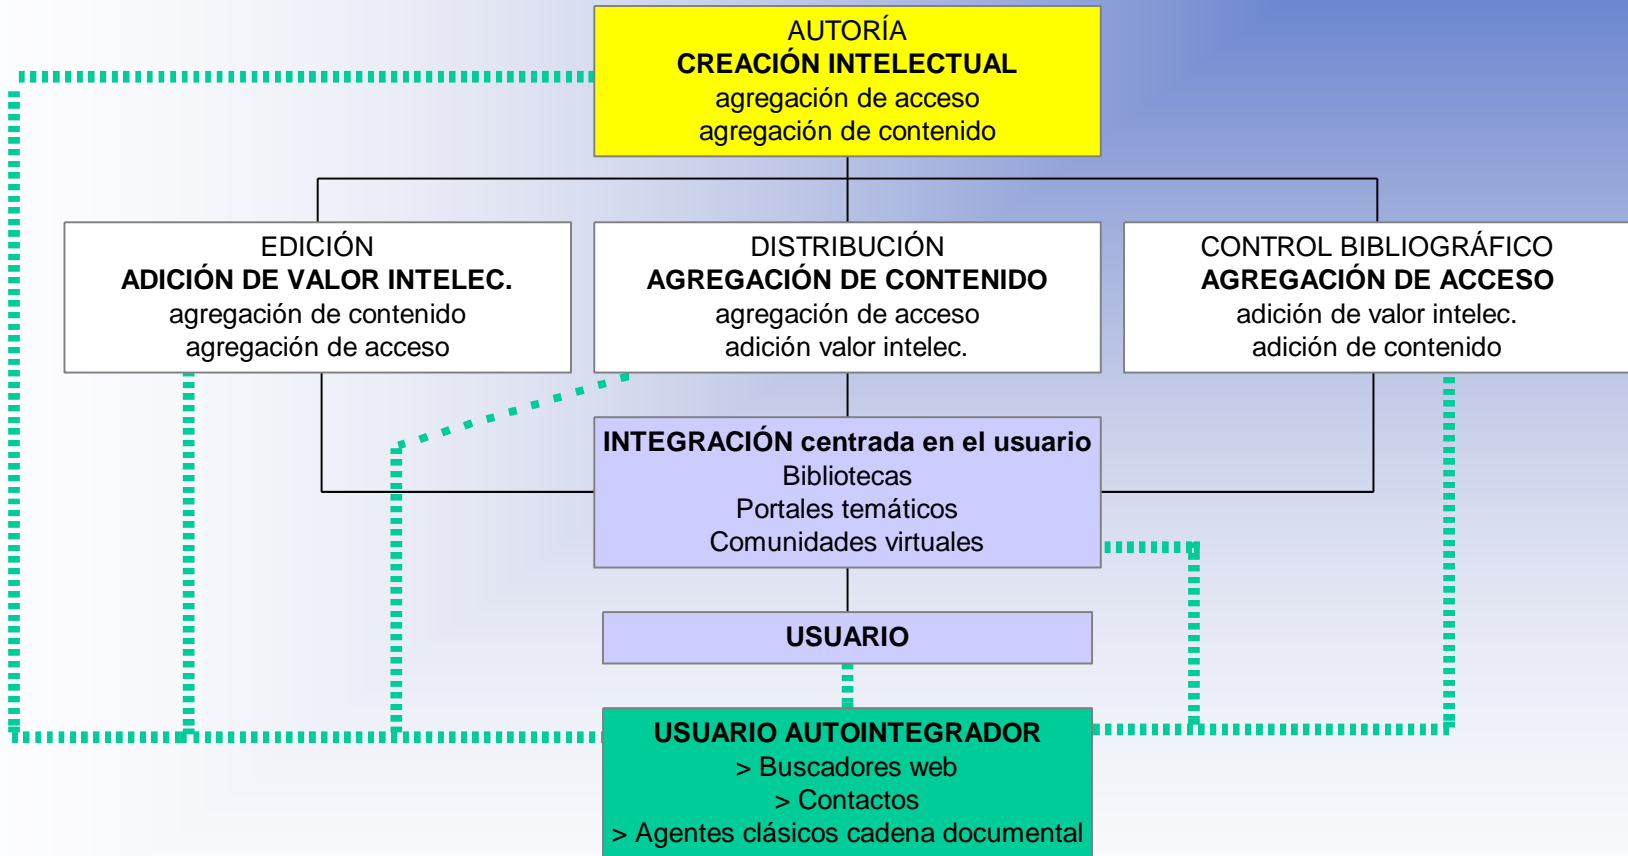 AUTORÍA
CREACIÓN INTELECTUAL
agregación de acceso
agregación de contenido
EDICIÓN
ADICIÓN DE VALOR INTELEC.
agregación de contenido
agregación de acceso
DISTRIBUCIÓN
AGREGACIÓN DE CONTENIDO
agregación de acceso
adición valor intelec.
CONTROL BIBLIOGRÁFICO
AGREGACIÓN DE ACCESO
adición de valor intelec.
adición de contenido
INTEGRACIÓN centrada en el usuario
Bibliotecas
Portales temáticos
Comunidades virtuales
USUARIO
USUARIO AUTOINTEGRADOR
> Buscadores web
> Contactos
> Agentes clásicos cadena documental